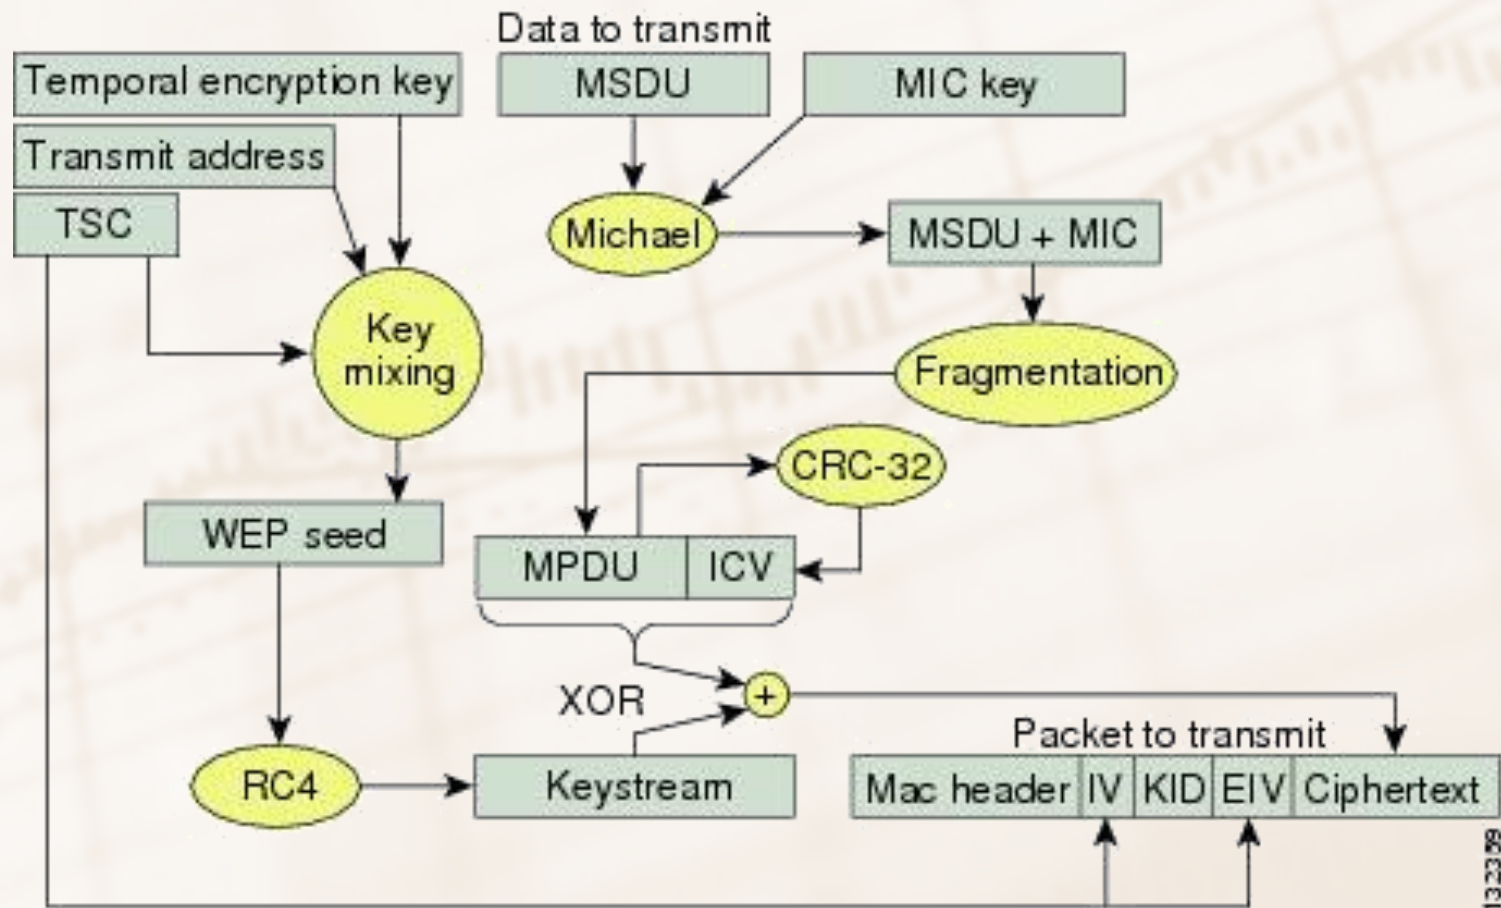 Data to transmit
Temporal encryption key
MSDU
MIC key
Transmit address
TSC
Michael
MSDU + MIC
Key
mixing
Fragmentation
CRC-32
WEP seed
MPDU
ICV
XOR
+
Packet to transmit
RC4
Keystream
Mac header
IV
KID
EIV
Ciphertext
132359